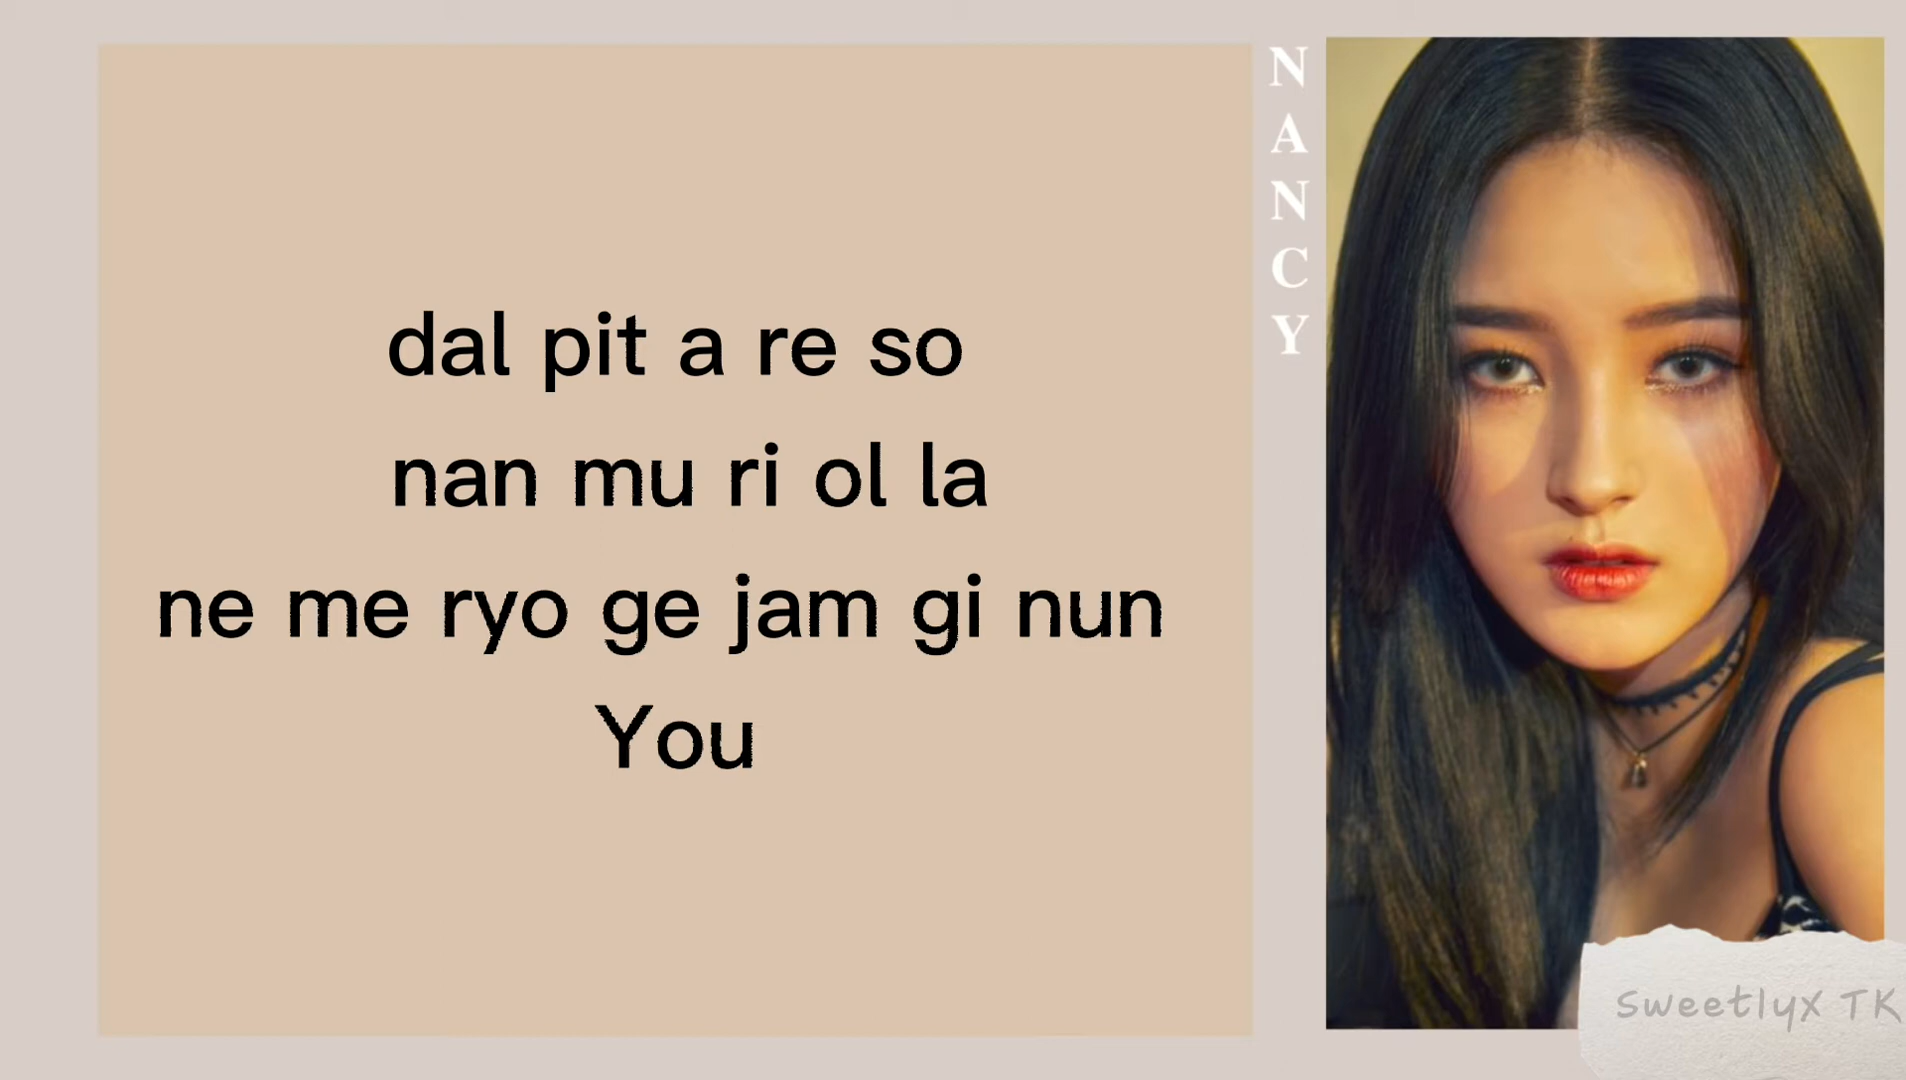 dal pit a re so
nan mu ri ol la
ne me ryo ge jam gi nun
You
NANCY
sweetlyx TK